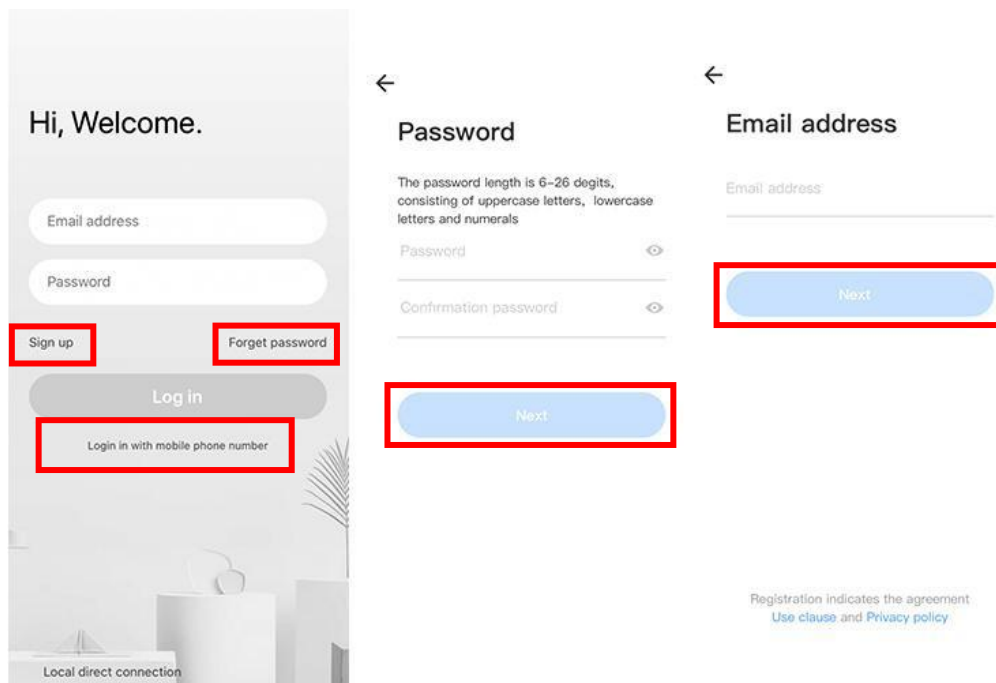 Hi, Welcome.
Email address
Password
Sign up
Forget password
Log in
Login in with mobile phone number
Local direct connection
Password
The password length is 6-26 degits,
consisting of uppercase letters, lowercase
letters and numerals
Password
Confirmation password
Next
Email address
Email address
Next
Registration indicates the agreement
Use clause and Privacy policy